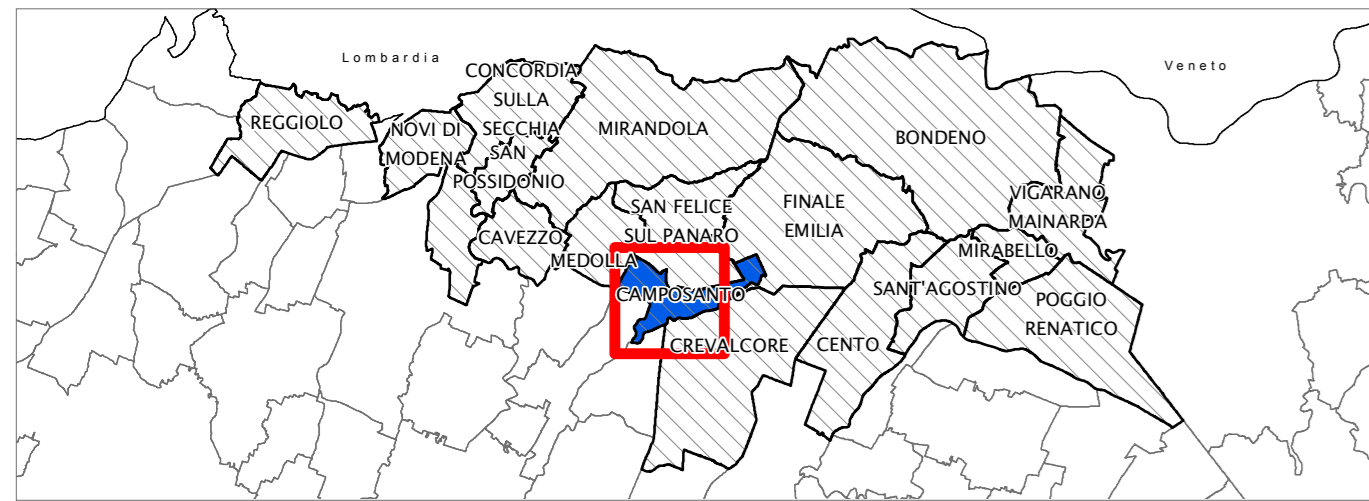 Lombardia
Veneto
CONCORDIA
SULLA
SECCHIA
REGGIOLO
NOVI DI
MODENA
SAN
POSSIDONIO
MIRANDOLA
BONDENO
VIGARANO
MAINARDA
SAN FELICE
SUL PANARO
FINALE
EMILIA
CAVEZZO
MEDOLLA
MIRABELLO
CAMPOSANTO
SANT'AGOSTINO
POGGIO
RENATICO
CREVALCORE
CENTO